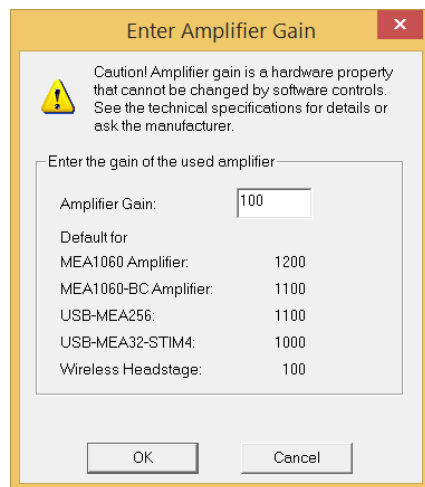 Enter Amplifier Gain
Caution! Amplifier gain is a hardware property
that cannot be changed by software controls.
See the technical specifications for details or
ask the manufacturer.
Enter the gain of the used amplifier
Amplifier Gain: 100
Default for
MEA1060 Amplifier: 1200
MEA1060-BC Amplifier: 1100
USB-MEA256: 1100
USB-MEA32-STIM4: 1000
Wireless Headstage: 100
OK Cancel